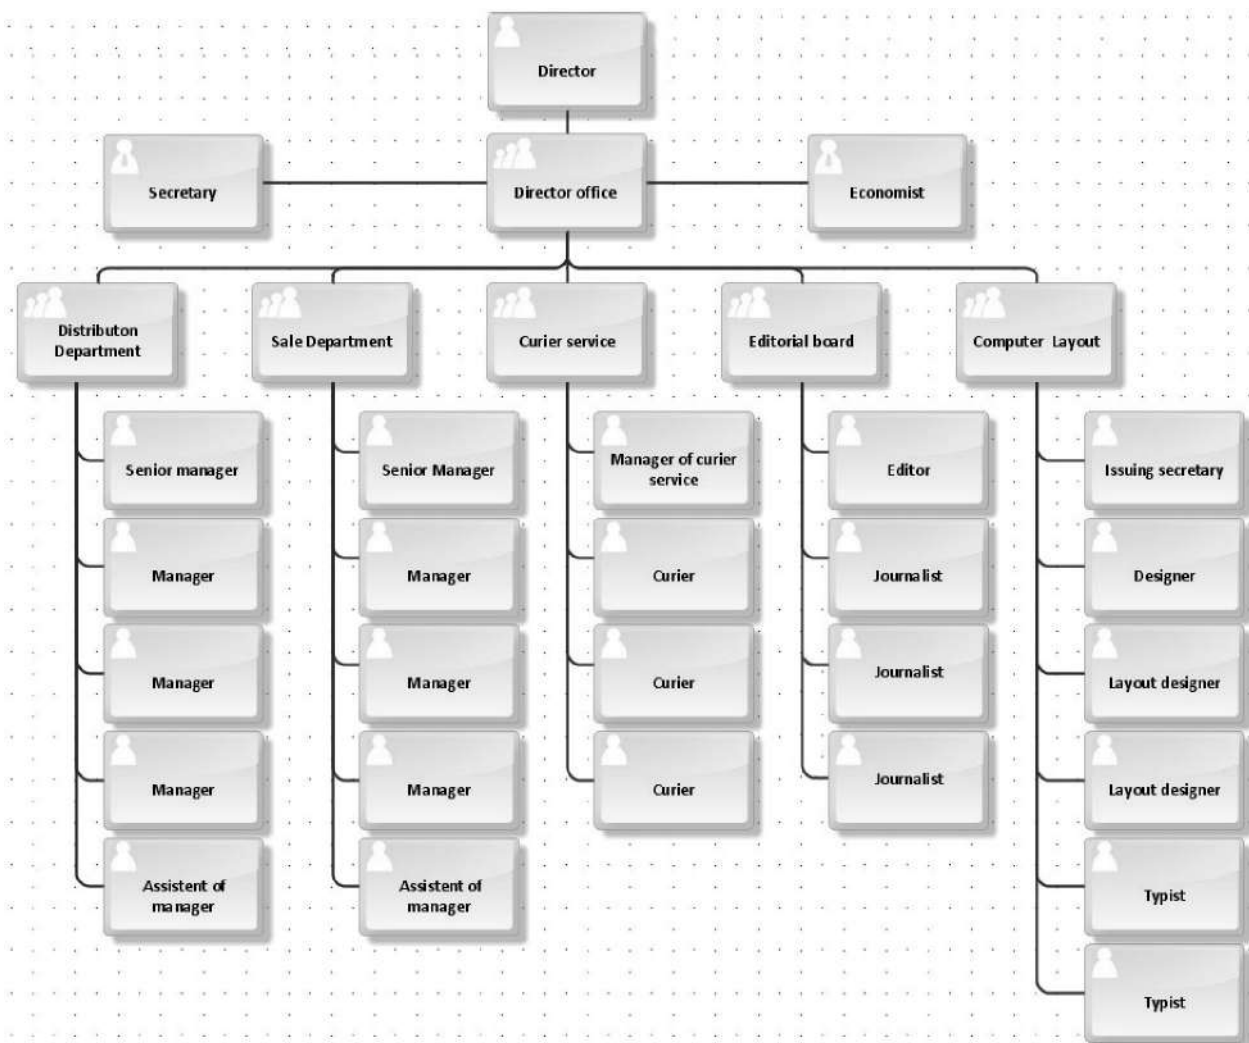 Director
Secretary
Director office
Economist
Distributon
Department
Sale Department
Curier service
Editorial board
Computer Layout
Senior manager
Manager
Manager
Manager
Assistent of
manager
Senior Manager
Manager
Manager
Manager
Assistent of
manager
Manager of curier
service
Curier
Curier
Curier
Editor
Journalist
Journalist
Journalist
Issuing secretary
Designer
Layout designer
Layout designer
Typist
Typist